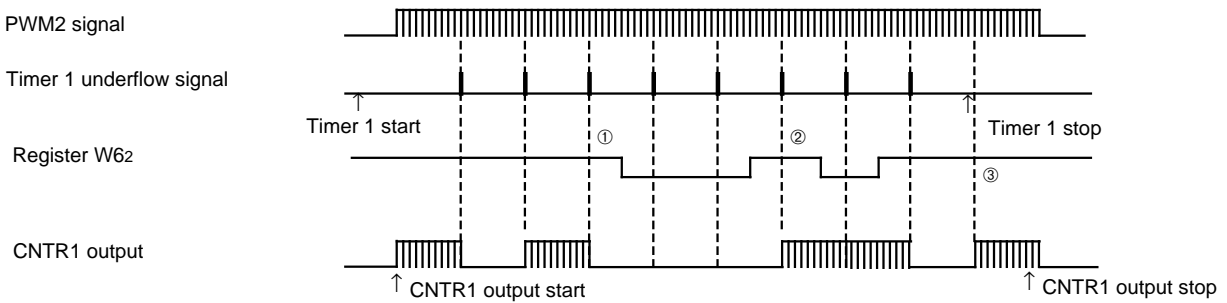 PWM2 signal
Timer 1 underflow signal
↑ Timer 1 start
↑ Timer 1 stop
① ②
Register W62
③
CNTR1 output
↑ CNTR1 output start
↑ CNTR1 output stop